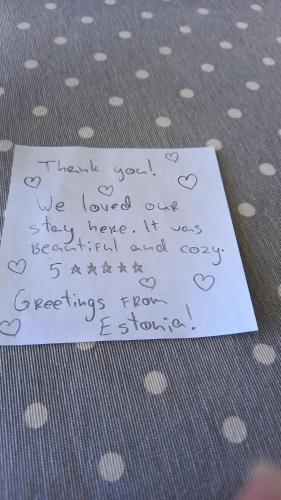 Thank you!
We loved our
stay here. It was
Beautiful and cozy.
5 ☆☆☆☆☆
Greetings from
Estonia!